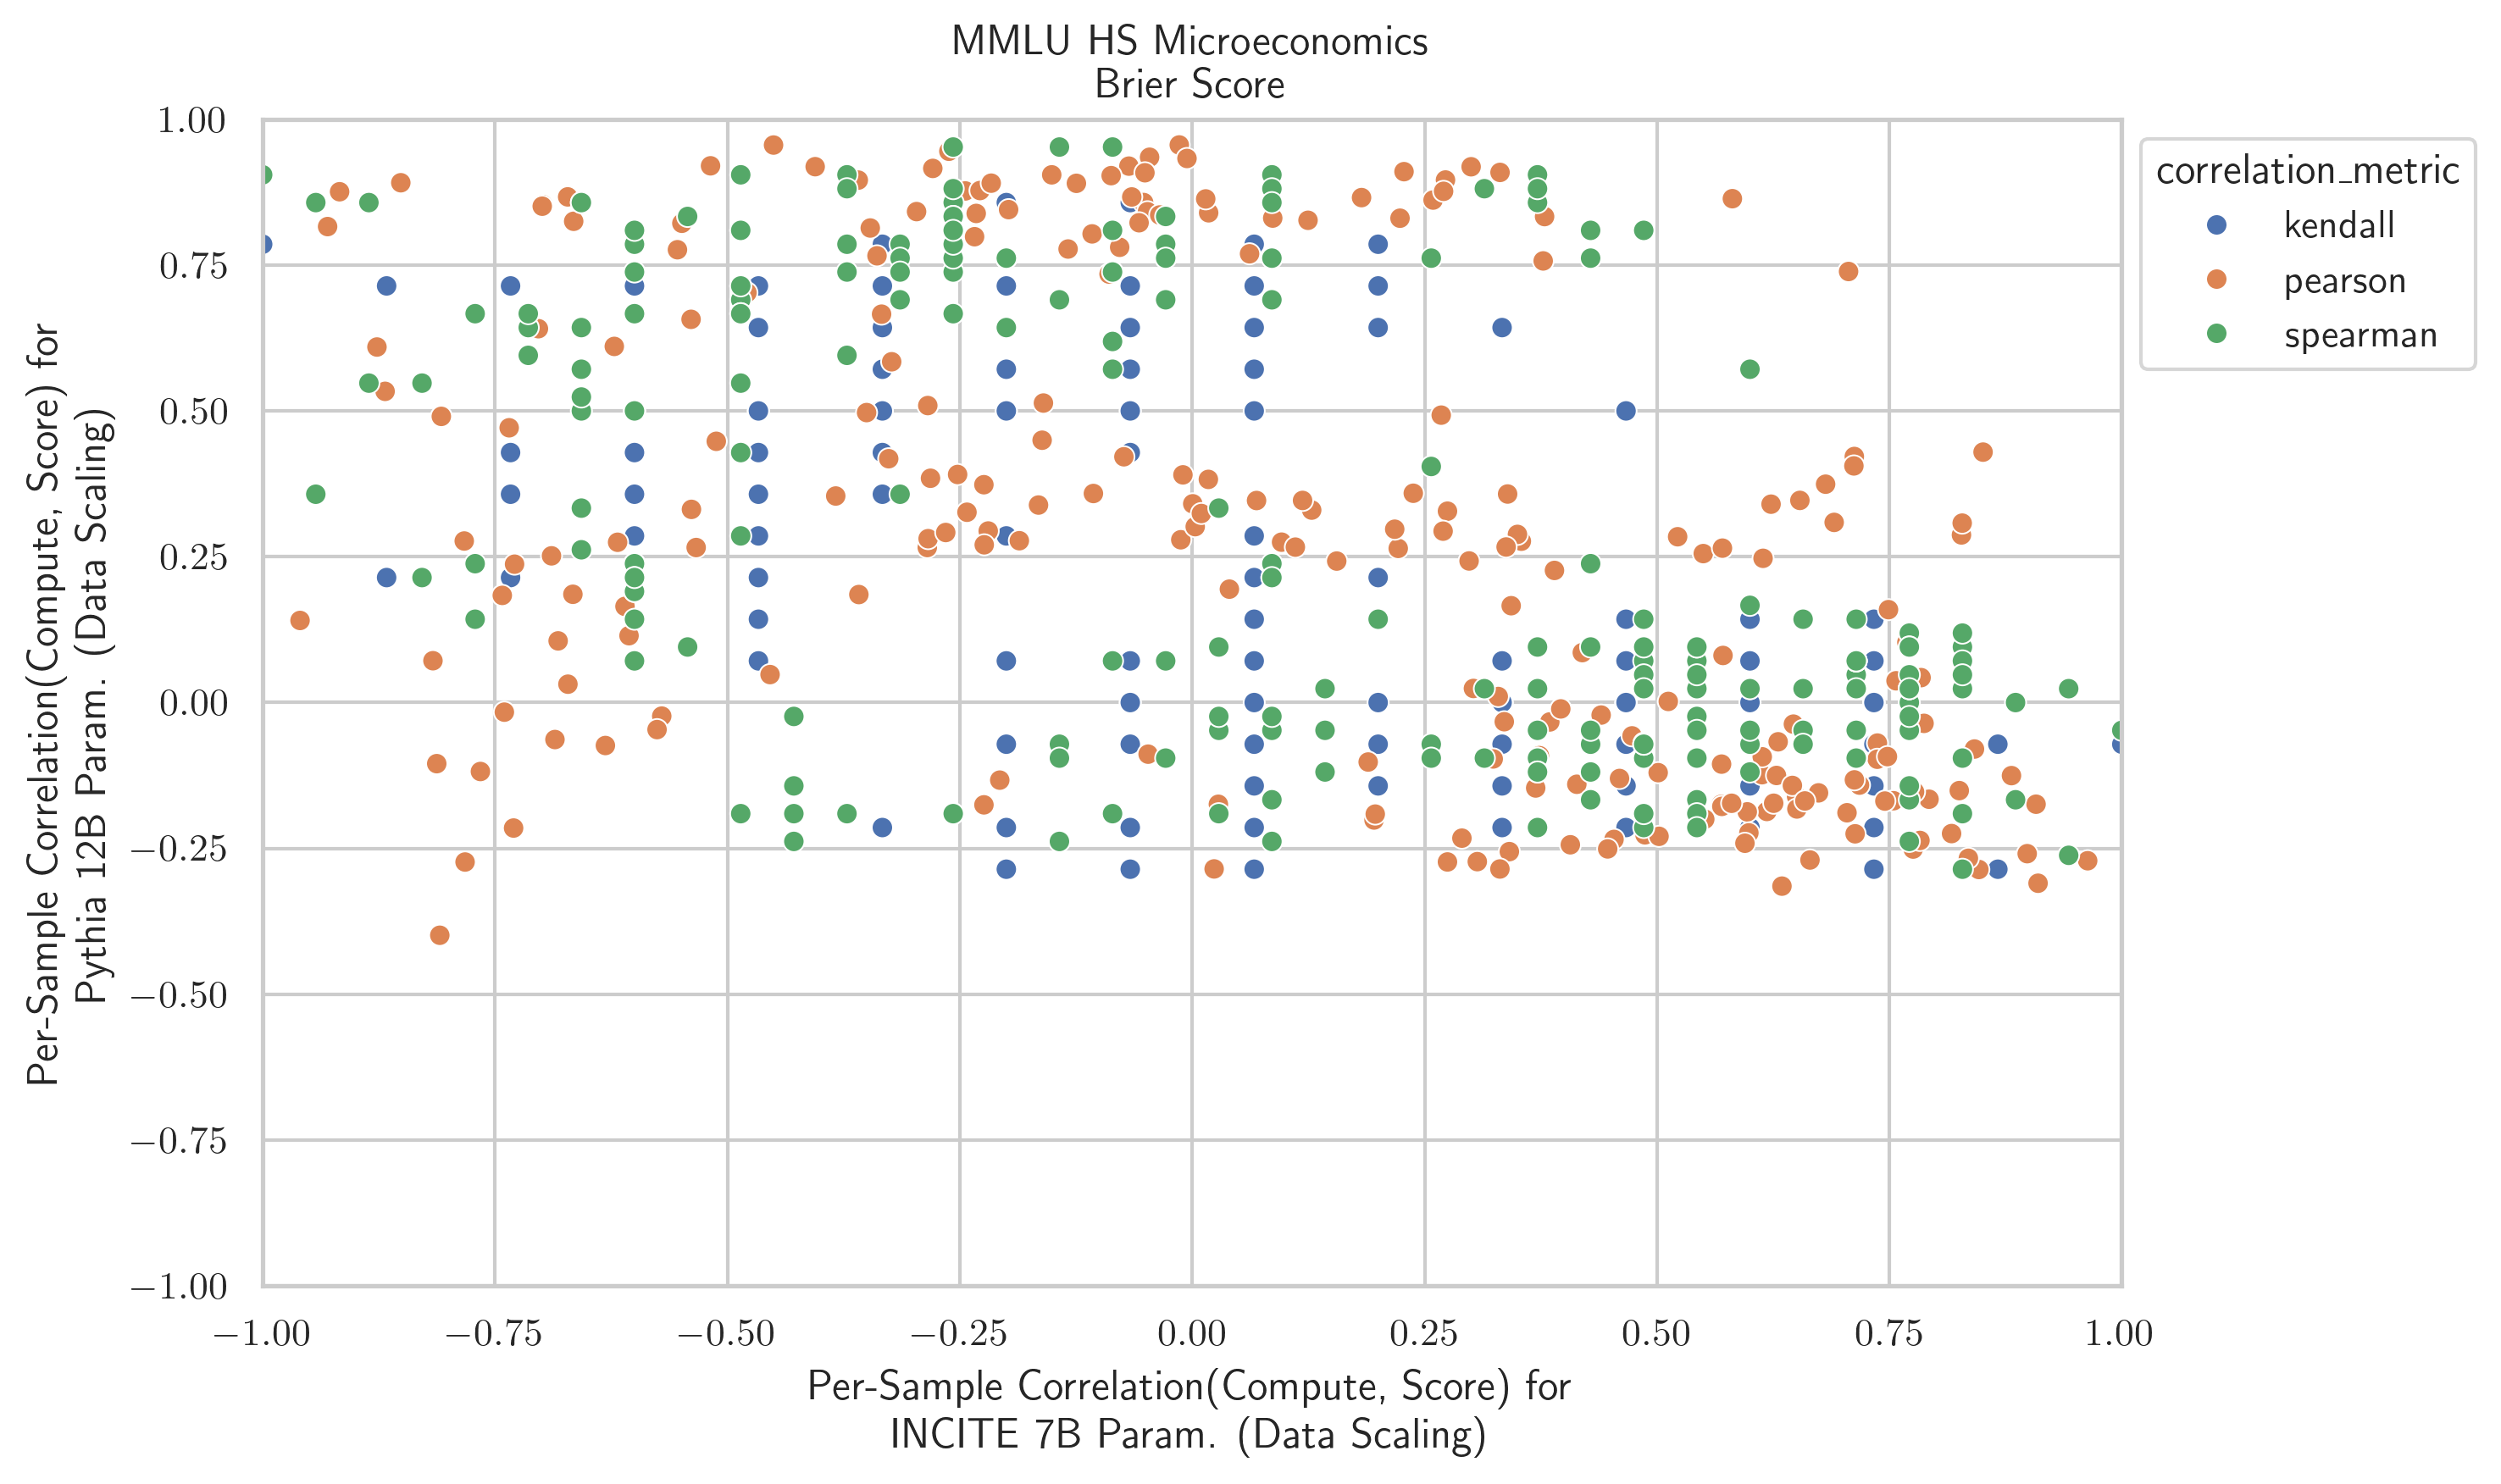 MMLU HS Microeconomics
Brier Score
Per-Sample Correlation(Compute, Score) for
Pythia 12B Param. (Data Scaling)
1.00
0.75
0.50
0.25
0.00
−0.25
−0.50
−0.75
−1.00
−1.00 −0.75 −0.50 −0.25 0.00 0.25 0.50 0.75 1.00
Per-Sample Correlation(Compute, Score) for
INCITE 7B Param. (Data Scaling)
correlation_metric
kendall
pearson
spearman